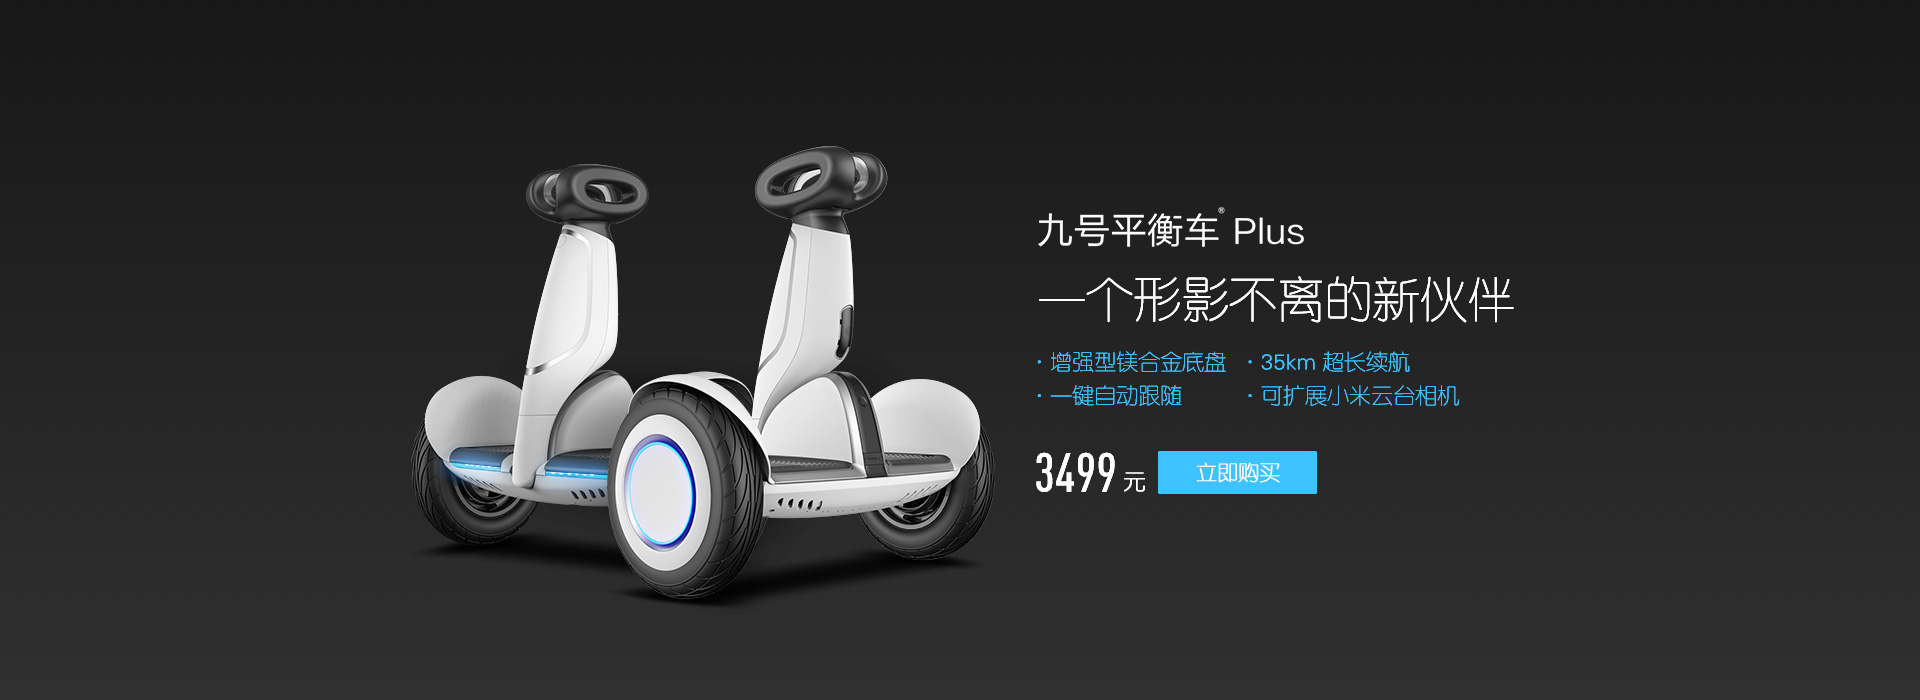 九号平衡车® Plus
一个形影不离的新伙伴
· 增强型镁合金底盘 · 35km 超长续航
· 一键自动跟随 · 可扩展小米云台相机
3499 元 立即购买